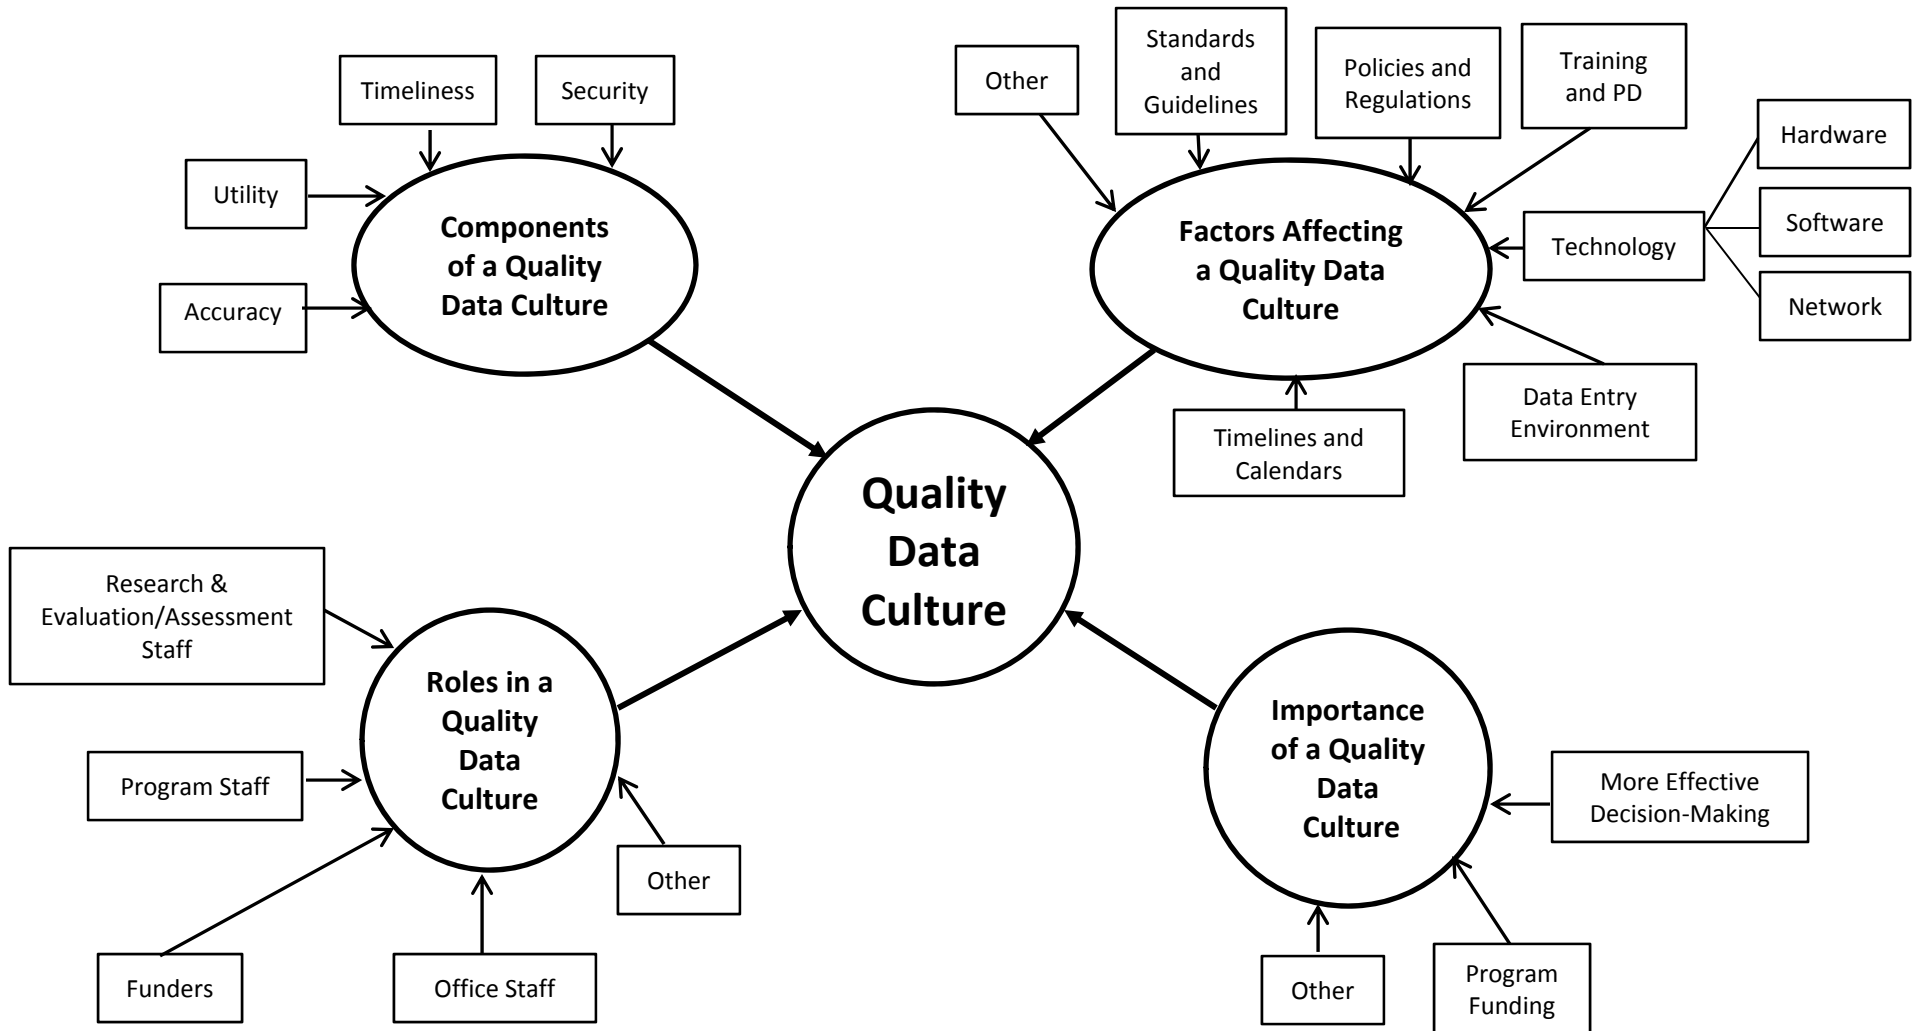 Timeliness
Security
Utility
Accuracy
Components
of a Quality
Data Culture
Other
Standards
and
Guidelines
Policies and
Regulations
Training
and PD
Hardware
Software
Network
Technology
Factors Affecting
a Quality Data
Culture
Data Entry
Environment
Timelines and
Calendars
Quality
Data
Culture
Research &
Evaluation/Assessment
Staff
Program Staff
Funders
Office Staff
Other
Roles in a
Quality
Data
Culture
Importance
of a Quality
Data
Culture
More Effective
Decision-Making
Program
Funding
Other